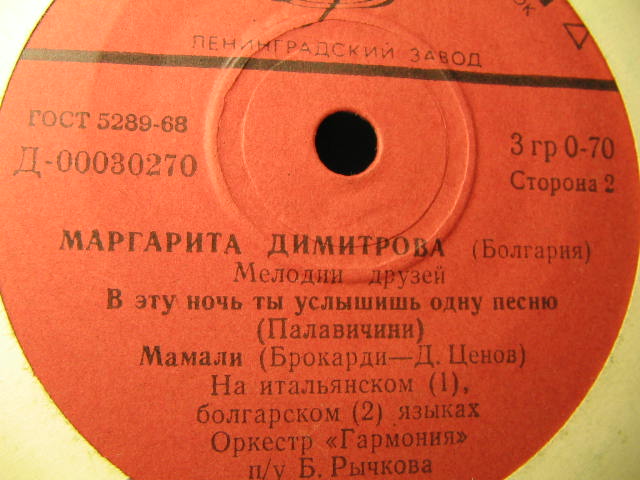 ЛЕНИНГРАДСКИЙ ЗАВОД
ГОСТ 5289-68
Д-00030270
3 гр 0-70
Сторона 2
МАРГАРИТА ДИМИТРОВА (Болгария)
Мелодии друзей
В эту ночь ты услышишь одну песню
(Палавичини)
Мамали (Брокарди—Д. Ценов)
На итальянском (1),
болгарском (2) языках
Оркестр «Гармония»
п/у Б. Рычкова